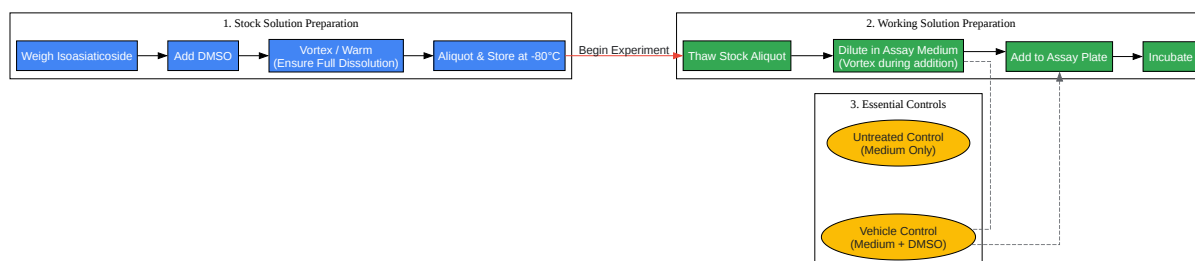 1. Stock Solution Preparation
Weigh Isoasiaticoside
Add DMSO
Vortex / Warm
(Ensure Full Dissolution)
Aliquot & Store at -80°C
Begin Experiment
2. Working Solution Preparation
Thaw Stock Aliquot
Dilute in Assay Medium
(Vortex during addition)
Add to Assay Plate
Incubate
3. Essential Controls
Untreated Control
(Medium Only)
Vehicle Control
(Medium + DMSO)